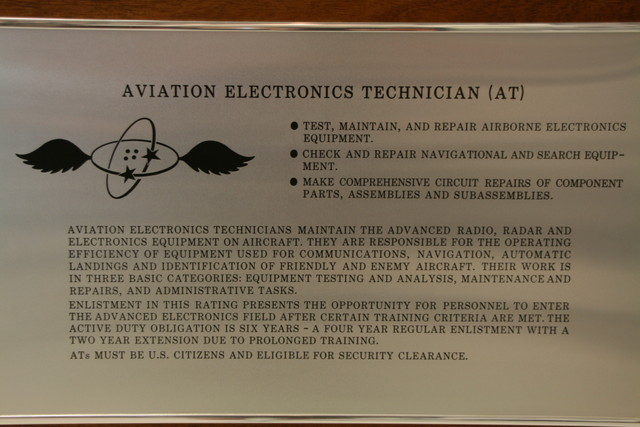 AVIATION ELECTRONICS TECHNICIAN (AT)
● TEST, MAINTAIN, AND REPAIR AIRBORNE ELECTRONICS
EQUIPMENT.
● CHECK AND REPAIR NAVIGATIONAL AND SEARCH EQUIP-
MENT.
● MAKE COMPREHENSIVE CIRCUIT REPAIRS OF COMPONENT
PARTS, ASSEMBLIES AND SUBASSEMBLIES.
AVIATION ELECTRONICS TECHNICIANS MAINTAIN THE ADVANCED RADIO, RADAR AND
ELECTRONICS EQUIPMENT ON AIRCRAFT. THEY ARE RESPONSIBLE FOR THE OPERATING
EFFICIENCY OF EQUIPMENT USED FOR COMMUNICATIONS, NAVIGATION, AUTOMATIC
LANDINGS AND IDENTIFICATION OF FRIENDLY AND ENEMY AIRCRAFT. THEIR WORK IS
IN THREE BASIC CATEGORIES: EQUIPMENT TESTING AND ANALYSIS, MAINTENANCE AND
REPAIRS, AND ADMINISTRATIVE TASKS.
ENLISTMENT IN THIS RATING PRESENTS THE OPPORTUNITY FOR PERSONNEL TO ENTER
THE ADVANCED ELECTRONICS FIELD AFTER CERTAIN TRAINING CRITERIA ARE MET. THE
ACTIVE DUTY OBLIGATION IS SIX YEARS - A FOUR YEAR REGULAR ENLISTMENT WITH A
TWO YEAR EXTENSION DUE TO PROLONGED TRAINING.
ATs MUST BE U.S. CITIZENS AND ELIGIBLE FOR SECURITY CLEARANCE.